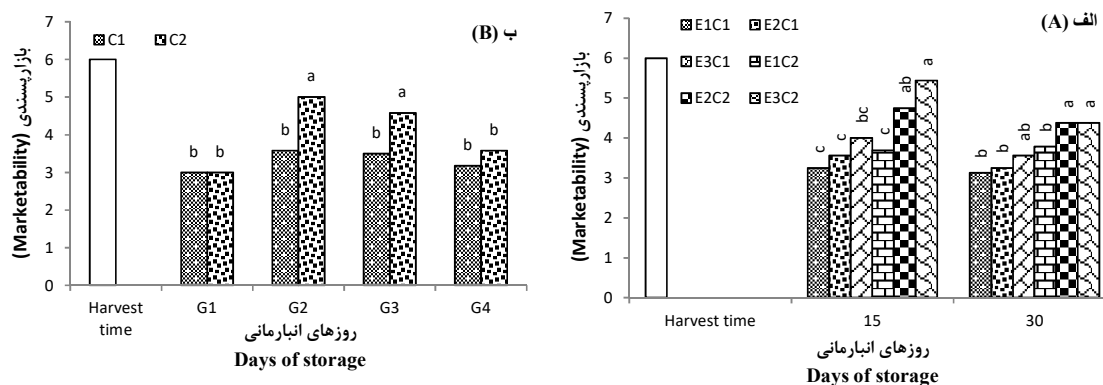 ب (B)
C1 C2
بازارپسندی (Marketability)
7
6
5
4
3
2
1
0
b b b a b a b b
Harvest time G1 G2 G3 G4
روزهای انبارمانی
Days of storage
الف (A)
E1C1 E2C1
E3C1 E1C2
E2C2 E3C2
بازارپسندی (Marketability)
7
6
5
4
3
2
1
0
c c bc c ab a b b ab b a a
Harvest time 15 30
روزهای انبارمانی
Days of storage